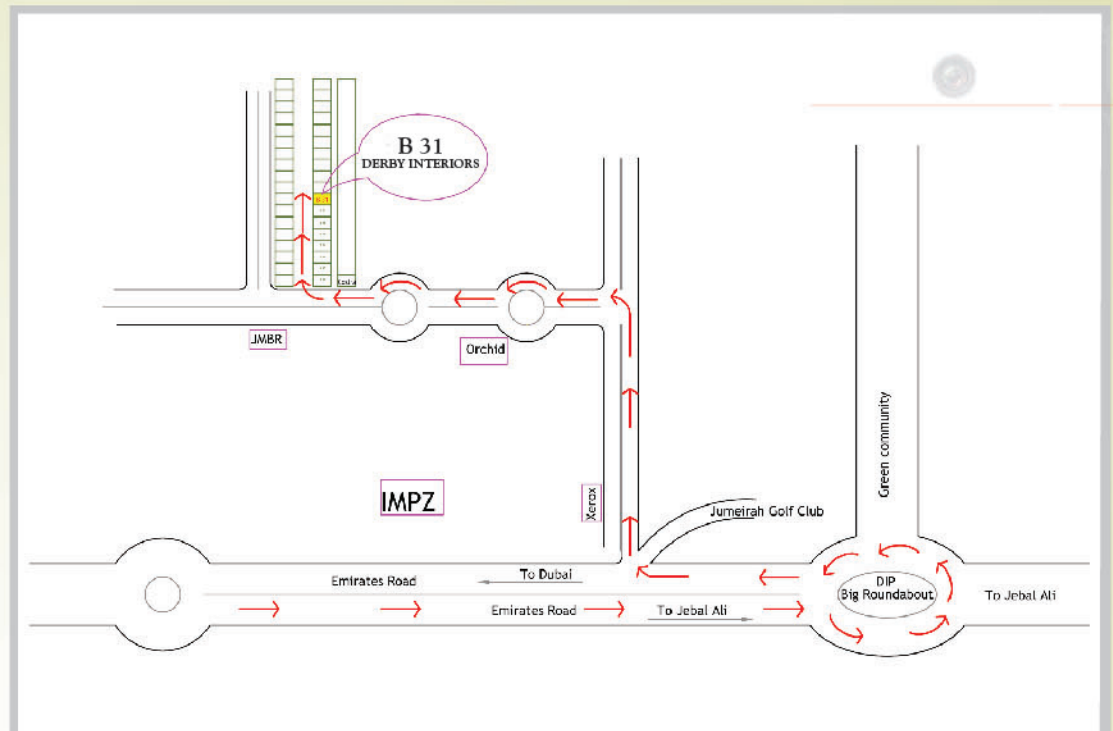 B 31
DERBY INTERIORS
JMBR
Orchid
IMPZ
Xerox
Green community
Jumeirah Golf Club
To Dubai
Emirates Road
Emirates Road
To Jebal Ali
DIP
Big Roundabout
To Jebal Ali